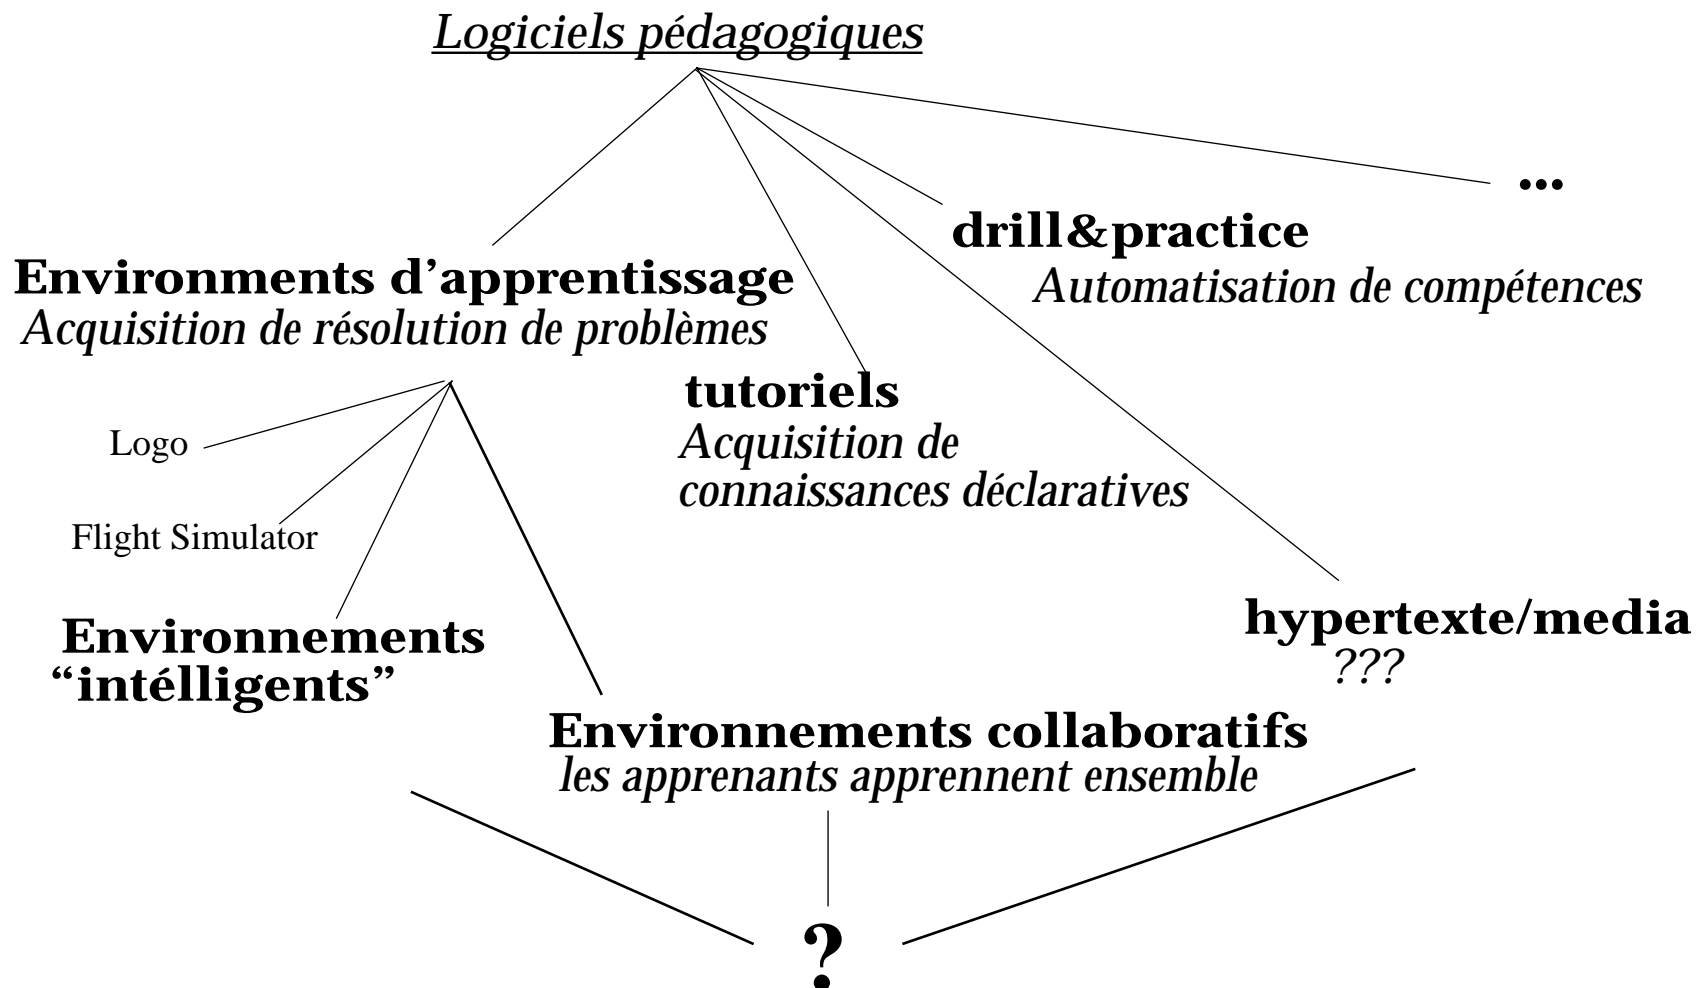 Logiciels pédagogiques
...
drill&practice
Automatisation de compétences
Environments d’apprentissage
Acquisition de résolution de problèmes
tutoriels
Acquisition de
connaissances déclaratives
Logo
Flight Simulator
Environnements
“intélligents”
hypertexte/media
???
Environnements collaboratifs
les apprenants apprennent ensemble
?